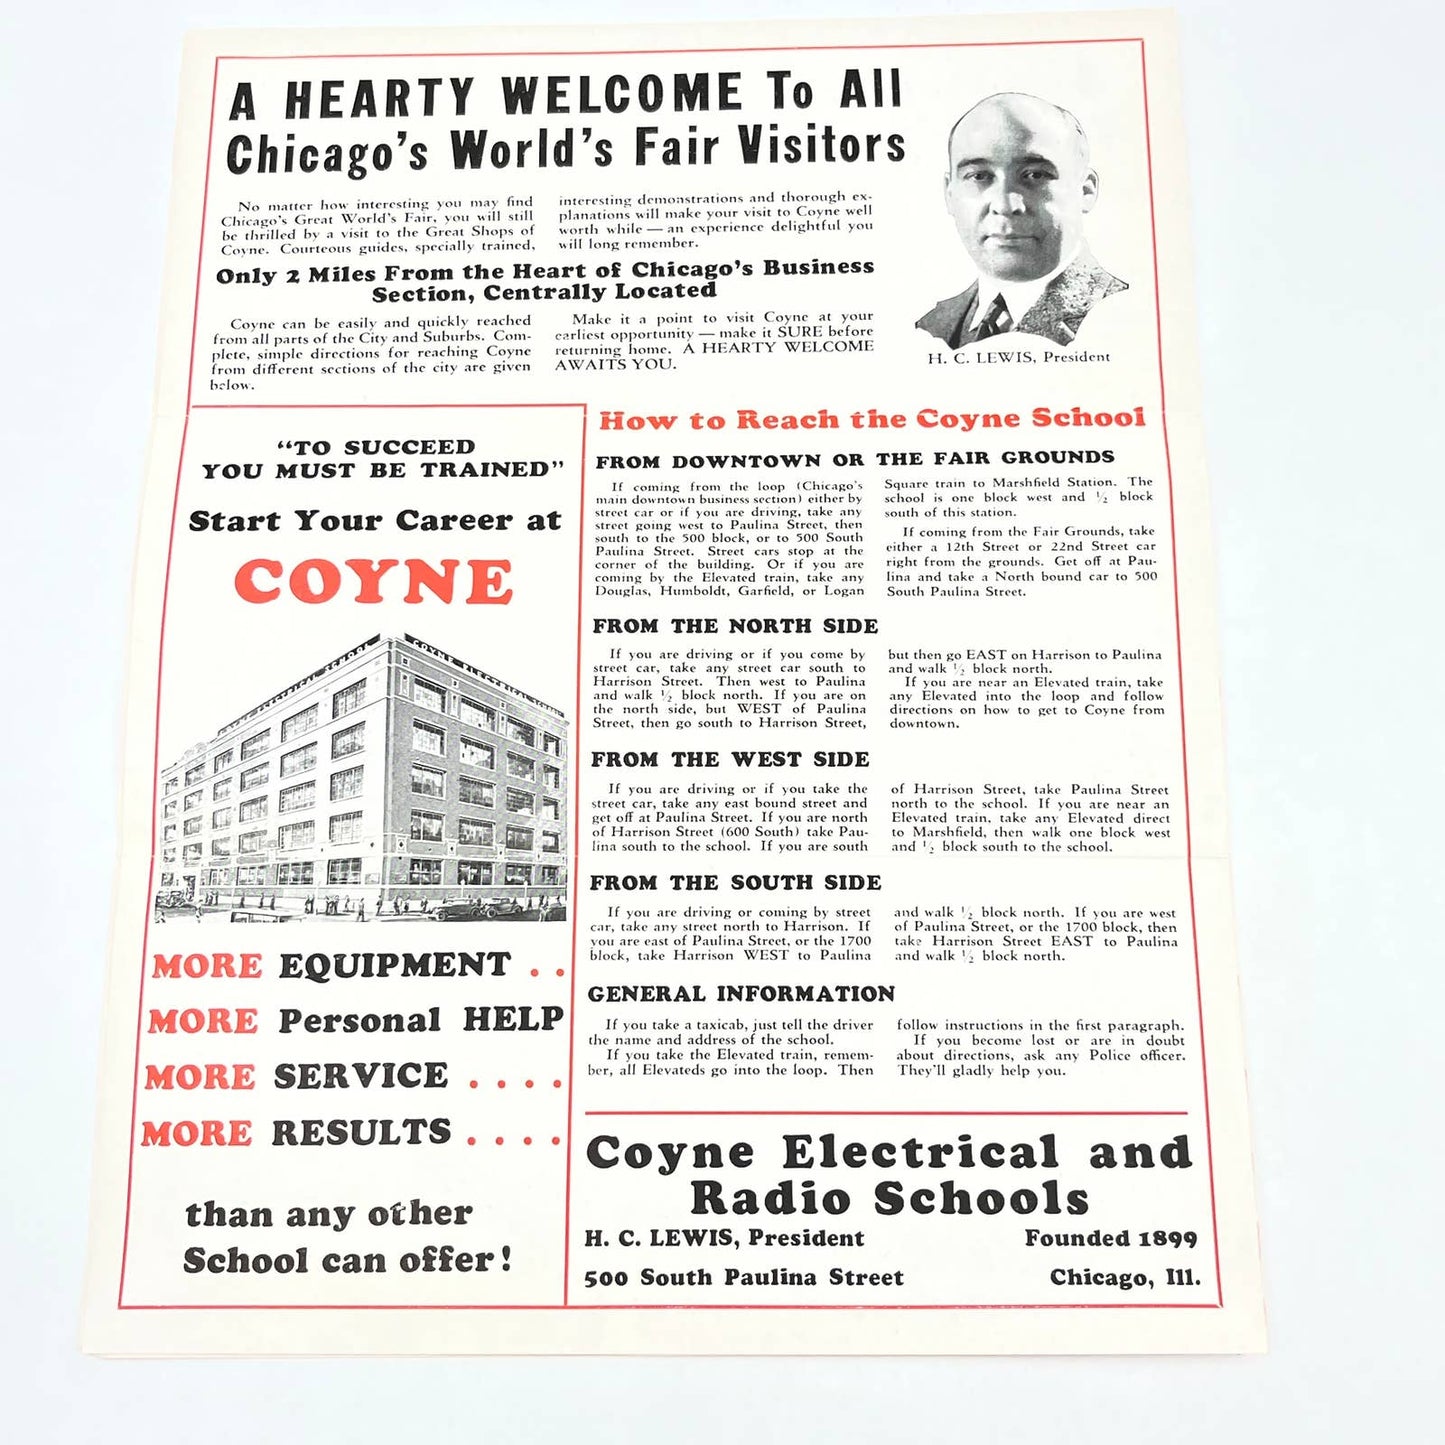 A HEARTY WELCOME To All
Chicago's World's Fair Visitors
No matter how interesting you may find
Chicago's Great World's Fair, you will still
be thrilled by a visit to the Great Shops of
Coyne. Courteous guides, specially trained,
interesting demonstrations and thorough ex-
planations will make your visit to Coyne well
worth while — an experience delightful you
will long remember.
Only 2 Miles From the Heart of Chicago's Business
Section, Centrally Located
Coyne can be easily and quickly reached
from all parts of the City and Suburbs. Com-
plete, simple directions for reaching Coyne
from different sections of the city are given
below.
Make it a point to visit Coyne at your
earliest opportunity — make it SURE before
returning home. A HEARTY WELCOME
AWAITS YOU.
H. C. LEWIS, President
"TO SUCCEED
YOU MUST BE TRAINED"
Start Your Career at
COYNE
COYNE ELECTRICAL SCHOOL
COYNE ELECTRICAL SCHOOL
MORE EQUIPMENT . .
MORE Personal HELP
MORE SERVICE . . . .
MORE RESULTS . . . .
than any other
School can offer!
How to Reach the Coyne School
FROM DOWNTOWN OR THE FAIR GROUNDS
If coming from the loop (Chicago's
main downtown business section) either by
street car or if you are driving, take any
street going west to Paulina Street, then
south to the 500 block, or to 500 South
Paulina Street. Street cars stop at the
corner of the building. Or if you are
coming by the Elevated train, take any
Douglas, Humboldt, Garfield, or Logan
Square train to Marshfield Station. The
school is one block west and ½ block
south of this station.
If coming from the Fair Grounds, take
either a 12th Street or 22nd Street car
right from the grounds. Get off at Pau-
lina and take a North bound car to 500
South Paulina Street.
FROM THE NORTH SIDE
If you are driving or if you come by
street car, take any street car south to
Harrison Street. Then west to Paulina
and walk ½ block north. If you are on
the north side, but WEST of Paulina
Street, then go south to Harrison Street,
but then go EAST on Harrison to Paulina
and walk ½ block north.
If you are near an Elevated train, take
any Elevated into the loop and follow
directions on how to get to Coyne from
downtown.
FROM THE WEST SIDE
If you are driving or if you take the
street car, take any east bound street and
get off at Paulina Street. If you are north
of Harrison Street (600 South) take Pau-
lina south to the school. If you are south
of Harrison Street, take Paulina Street
north to the school. If you are near an
Elevated train, take any Elevated direct
to Marshfield, then walk one block west
and ½ block south to the school.
FROM THE SOUTH SIDE
If you are driving or coming by street
car, take any street north to Harrison. If
you are east of Paulina Street, or the 1700
block, take Harrison WEST to Paulina
and walk ½ block north. If you are west
of Paulina Street, or the 1700 block, then
take Harrison Street EAST to Paulina
and walk ½ block north.
GENERAL INFORMATION
If you take a taxicab, just tell the driver
the name and address of the school.
If you take the Elevated train, remem-
ber, all Elevateds go into the loop. Then
follow instructions in the first paragraph.
If you become lost or are in doubt
about directions, ask any Police officer.
They'll gladly help you.
Coyne Electrical and
Radio Schools
H. C. LEWIS, President Founded 1899
500 South Paulina Street Chicago, Ill.